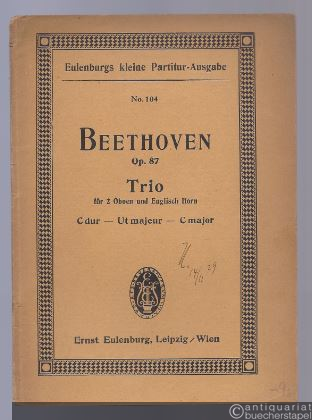 Eulenburgs kleine Partitur-Ausgabe
No. 104
BEETHOVEN
Op. 87
Trio
für 2 Oboen und Englisch Horn
C dur — Ut majeur — C major
Ernst Eulenburg, Leipzig/Wien
antiquariat
bücherstapel